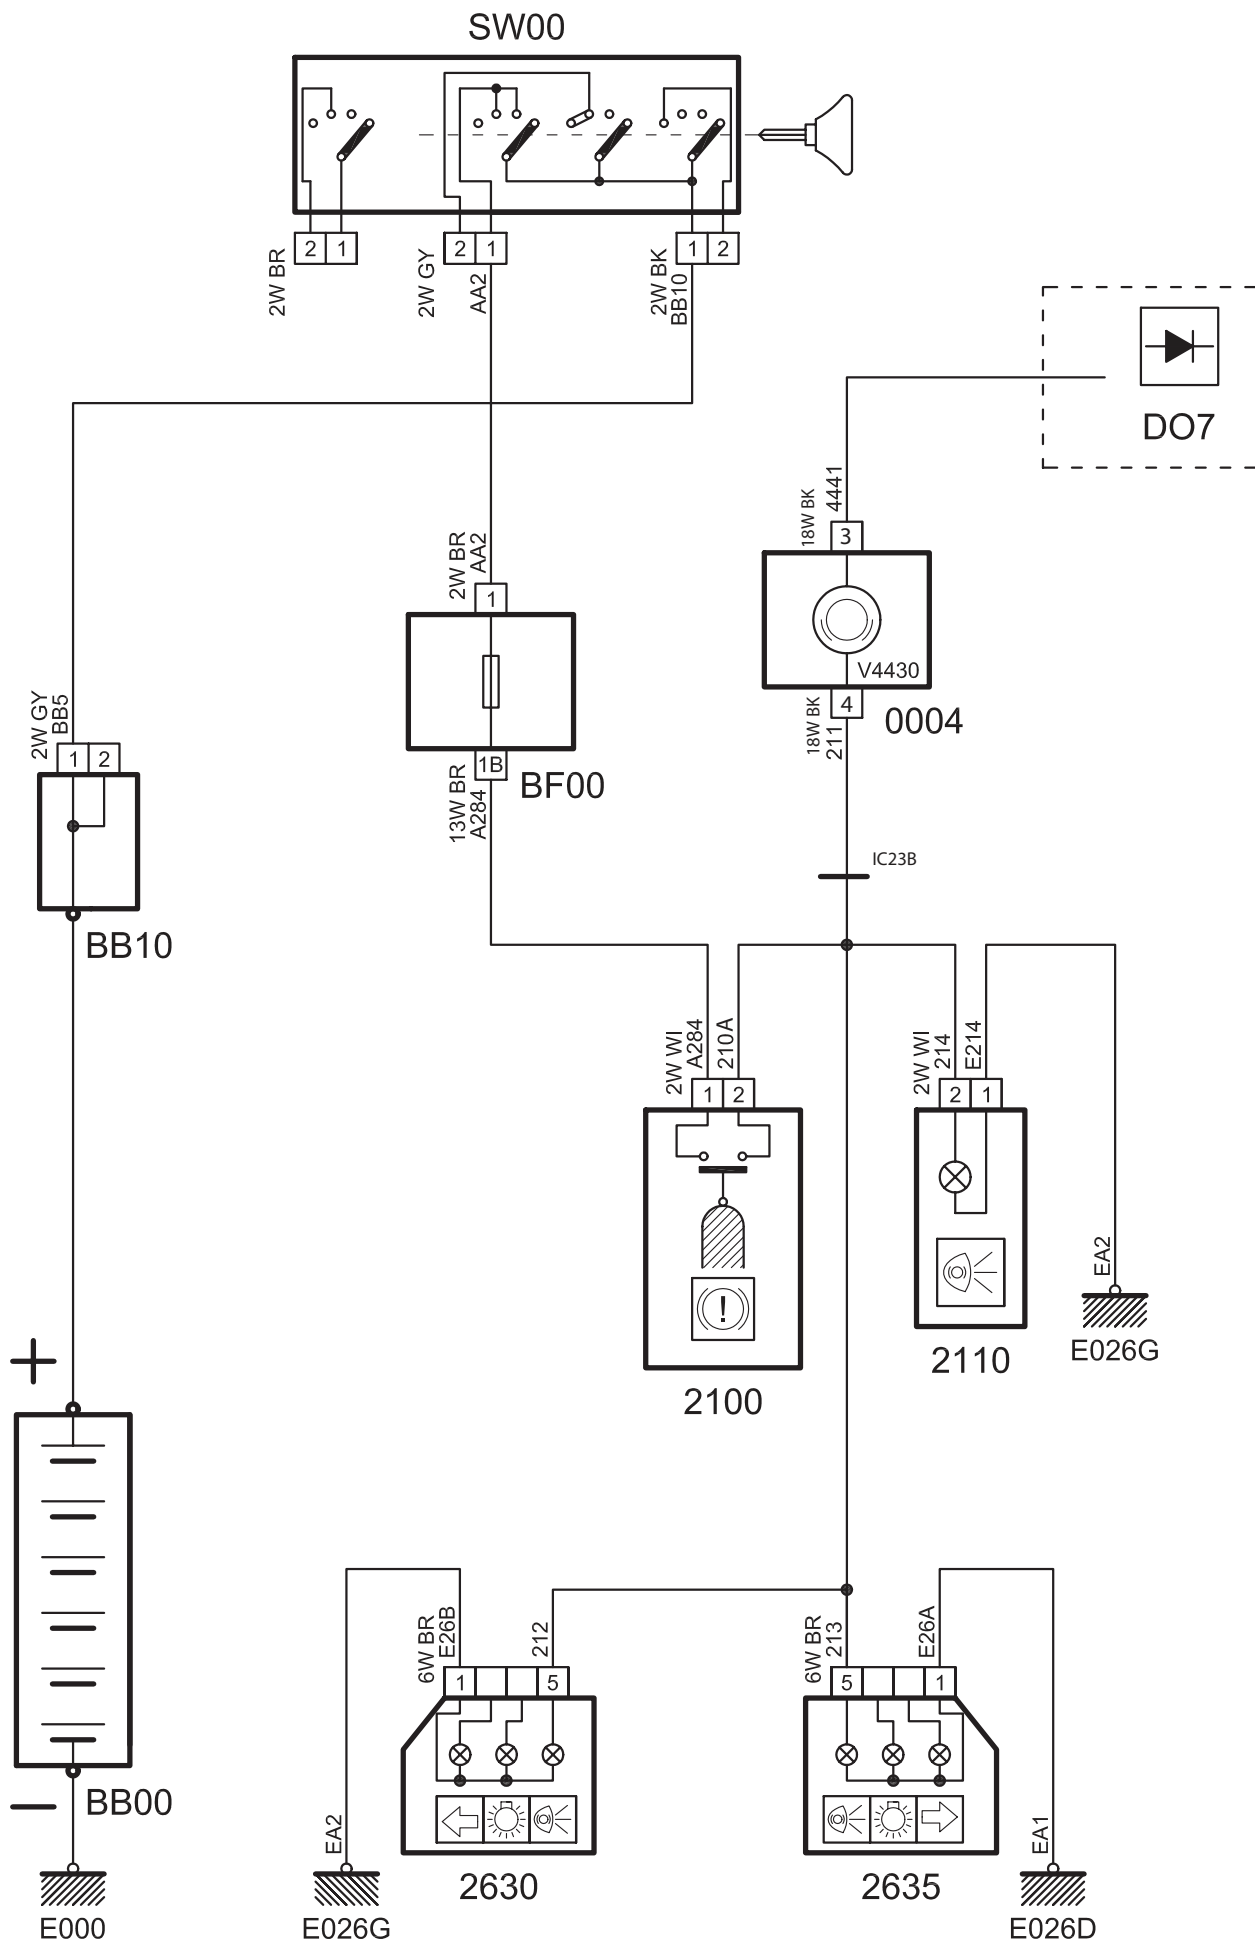 SW00
2 1
2 1
1 2
2W BR
2W GY
AA2
2W BK
BB10
DO7
4441
18W BK
3
V4430
4
0004
18W BK
211
2W BR
AA2
1
1B
BF00
13W BR
A284
2W GY
BB5
1 2
BB10
IC23B
2W WI
A284
210A
1 2
!
2100
2W WI
214
E214
2 1
2110
EA2
E026G
+
BB00
−
E000
6W BR
E26B
212
1 5
2630
EA2
E026G
6W BR
213
E26A
5 1
2635
EA1
E026D